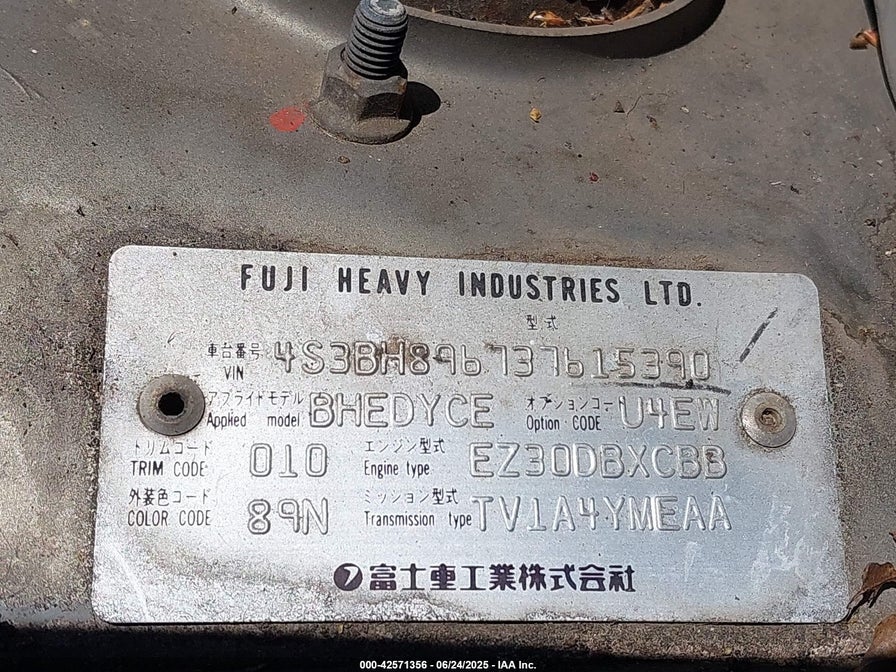 FUJI HEAVY INDUSTRIES LTD.
型式
車台番号 VIN 4S3BH896737615390
アプライドモデル オプションコード
Applied model BHEDYCE Option CODE U4EW
トリムコード エンジン型式
TRIM CODE 010 Engine type EZ30DBXCBB
外装色コード ミッション型式
COLOR CODE 89N Transmission type TV1A4YMEAA
富士重工業株式会社
000-42571356 - 06/24/2025 - IAA Inc.